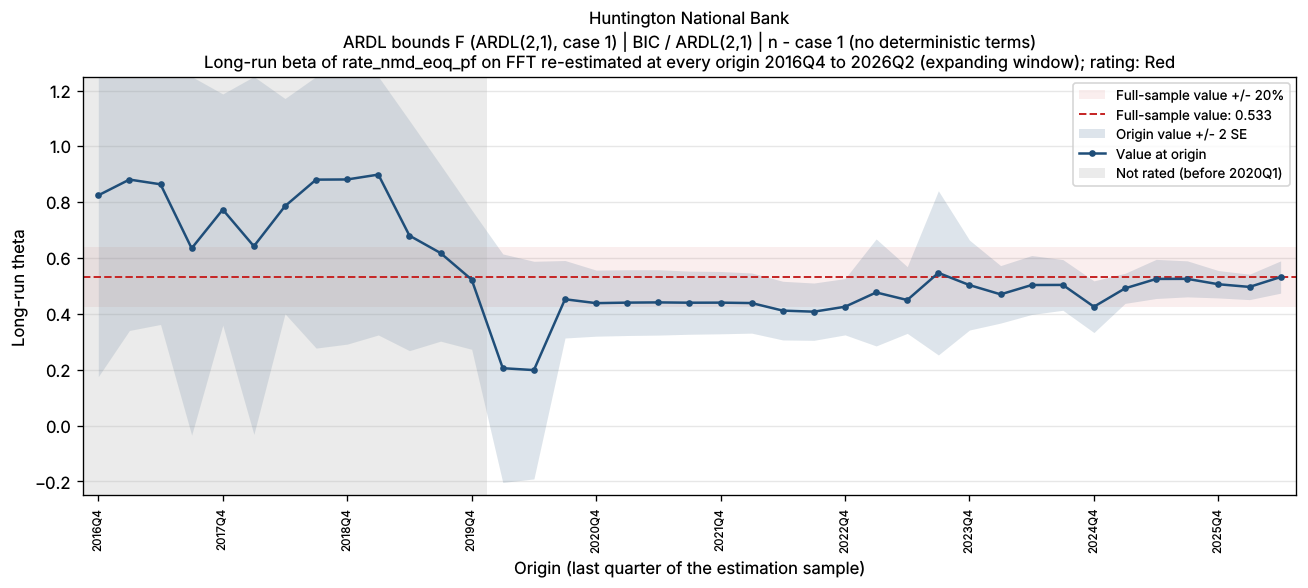 Huntington National Bank
ARDL bounds F (ARDL(2,1), case 1) | BIC / ARDL(2,1) | n - case 1 (no deterministic terms)
Long-run beta of rate_nmd_eoq_pf on FFT re-estimated at every origin 2016Q4 to 2026Q2 (expanding window); rating: Red
Full-sample value +/- 20%
Full-sample value: 0.533
Origin value +/- 2 SE
Value at origin
Not rated (before 2020Q1)
Long-run theta
1.2
1.0
0.8
0.6
0.4
0.2
0.0
−0.2
2016Q4
2017Q4
2018Q4
2019Q4
2020Q4
2021Q4
2022Q4
2023Q4
2024Q4
2025Q4
Origin (last quarter of the estimation sample)